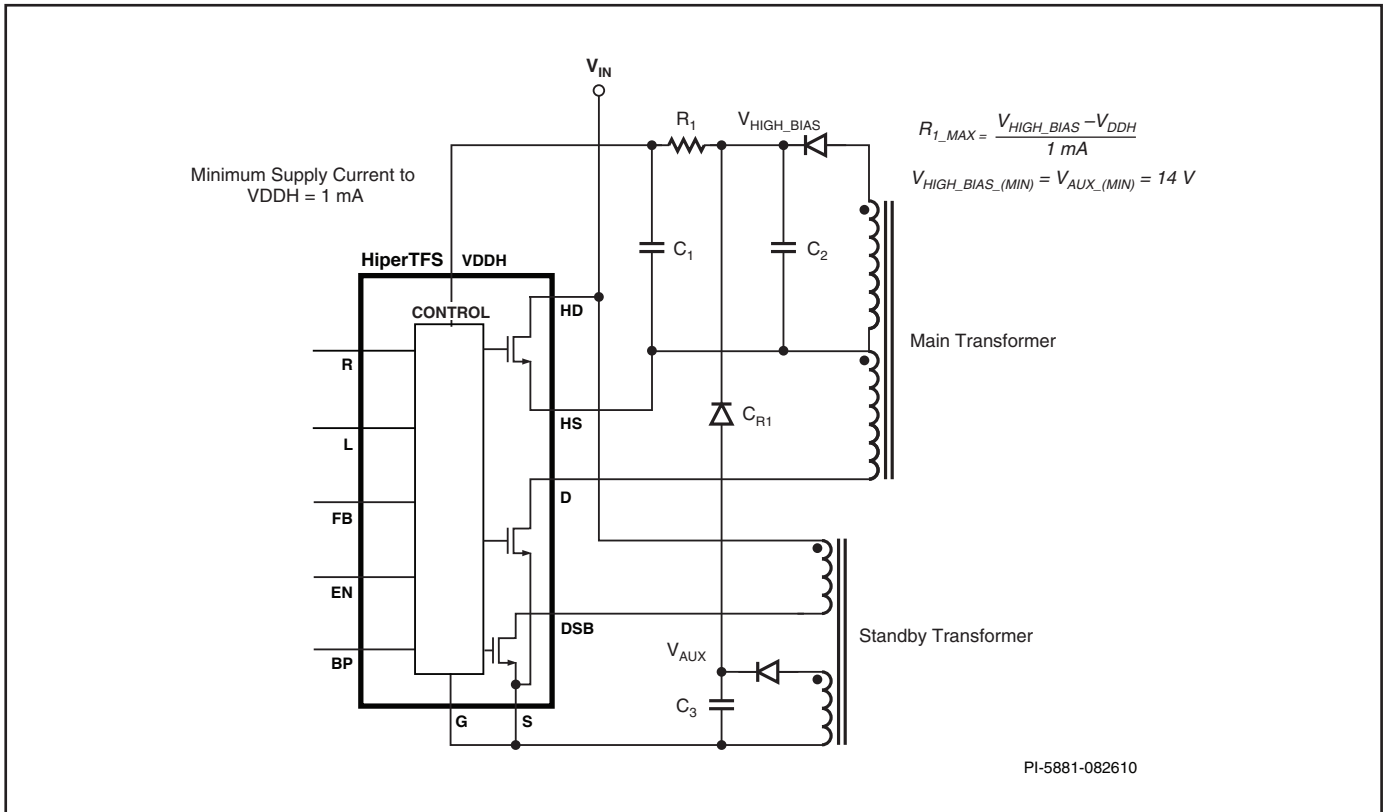 V_IN
R_1
V_HIGH_BIAS
R_1_MAX = V_HIGH_BIAS –V_DDH
1 mA
V_HIGH_BIAS_(MIN) = V_AUX_(MIN) = 14 V
Minimum Supply Current to
VDDH = 1 mA
C_1
C_2
HiperTFS VDDH
CONTROL
HD
Main Transformer
R
HS
C_R1
L
D
FB
EN
DSB
Standby Transformer
BP
V_AUX
C_3
G
S
PI-5881-082610